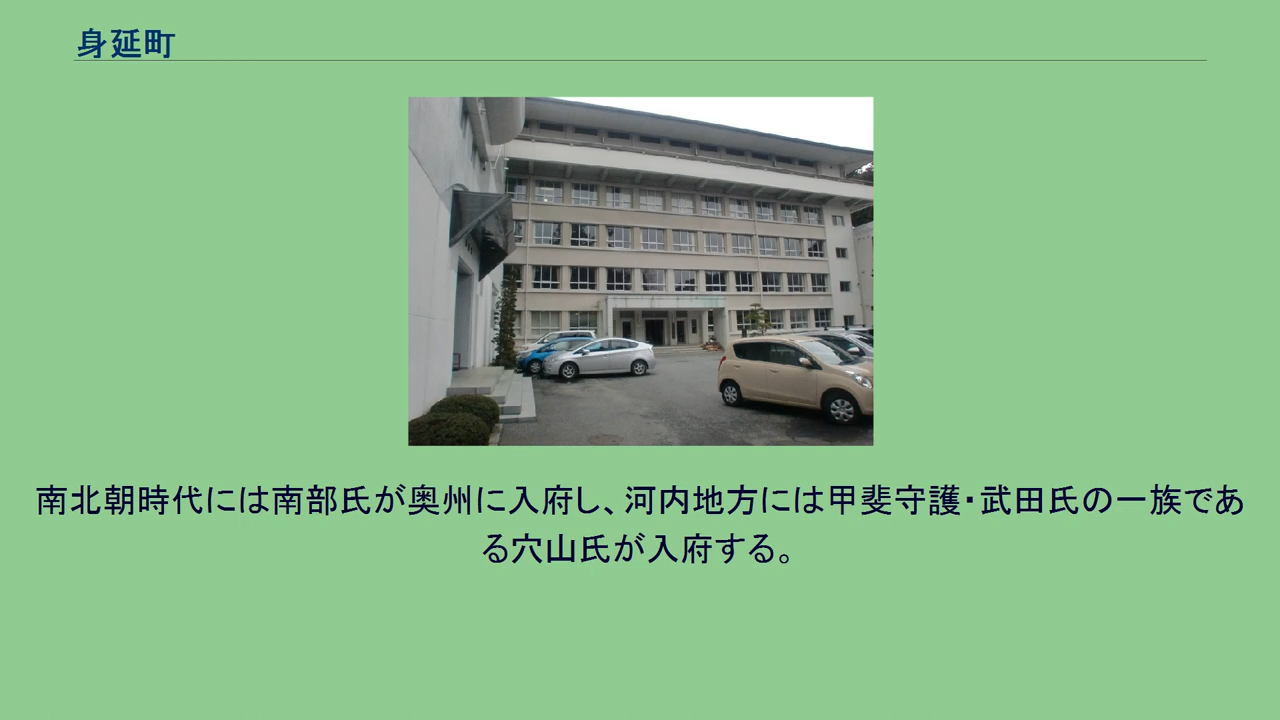 身延町
南北朝時代には南部氏が奥州に入府し、河内地方には甲斐守護・武田氏の一族であ
る穴山氏が入府する。